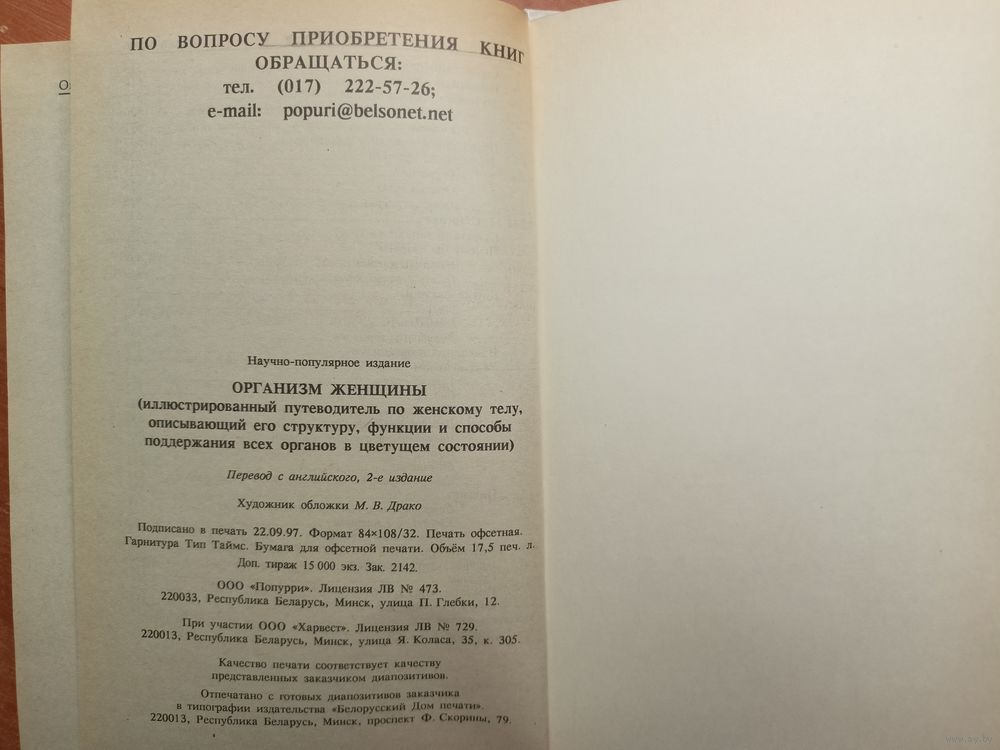 ПО ВОПРОСУ ПРИОБРЕТЕНИЯ КНИГ
ОБРАЩАТЬСЯ:
тел. (017) 222-57-26;
e-mail: popuri@belsonet.net
Научно-популярное издание
ОРГАНИЗМ ЖЕНЩИНЫ
(иллюстрированный путеводитель по женскому телу,
описывающий его структуру, функции и способы
поддержания всех органов в цветущем состоянии)
Перевод с английского, 2-е издание
Художник обложки М. В. Драко
Подписано в печать 22.09.97. Формат 84×108/32. Печать офсетная.
Гарнитура Тип Таймс. Бумага для офсетной печати. Объём 17,5 печ. л.
Доп. тираж 15 000 экз. Зак. 2142.
ООО «Попурри». Лицензия ЛВ № 473.
220033, Республика Беларусь, Минск, улица П. Глебки, 12.
При участии ООО «Харвест». Лицензия ЛВ № 729.
220013, Республика Беларусь, Минск, улица Я. Коласа, 35, к. 305.
Качество печати соответствует качеству
представленных заказчиком диапозитивов.
Отпечатано с готовых диапозитивов заказчика
в типографии издательства «Белорусский Дом печати».
220013, Республика Беларусь, Минск, проспект Ф. Скорины, 79.